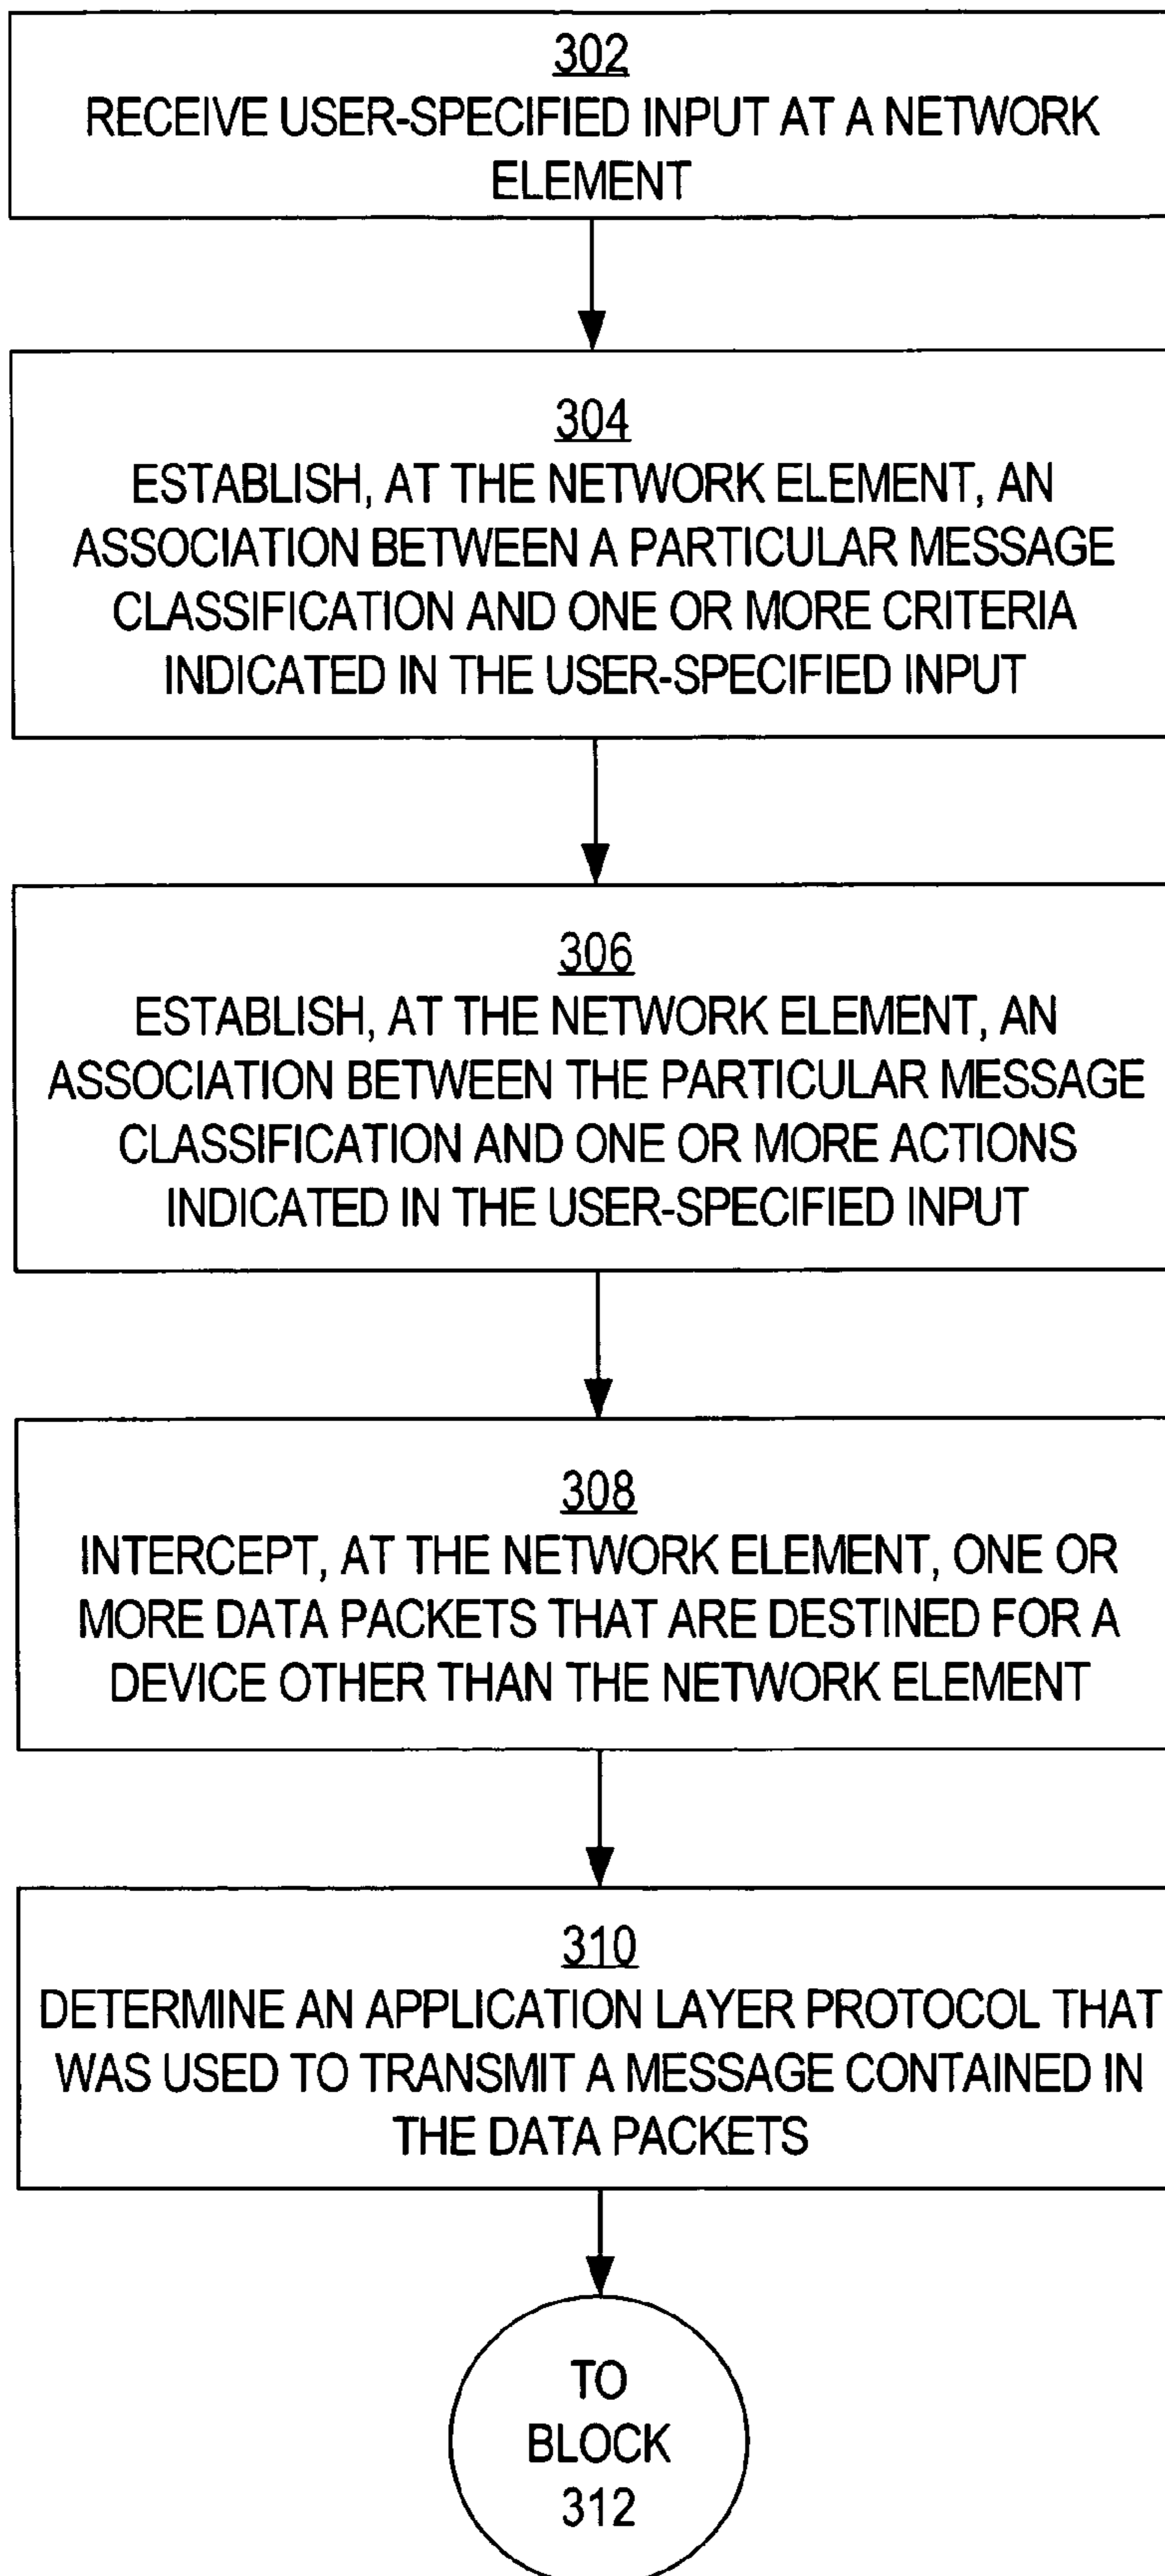 302
RECEIVE USER-SPECIFIED INPUT AT A NETWORK
ELEMENT
304
ESTABLISH, AT THE NETWORK ELEMENT, AN
ASSOCIATION BETWEEN A PARTICULAR MESSAGE
CLASSIFICATION AND ONE OR MORE CRITERIA
INDICATED IN THE USER-SPECIFIED INPUT
306
ESTABLISH, AT THE NETWORK ELEMENT, AN
ASSOCIATION BETWEEN THE PARTICULAR MESSAGE
CLASSIFICATION AND ONE OR MORE ACTIONS
INDICATED IN THE USER-SPECIFIED INPUT
308
INTERCEPT, AT THE NETWORK ELEMENT, ONE OR
MORE DATA PACKETS THAT ARE DESTINED FOR A
DEVICE OTHER THAN THE NETWORK ELEMENT
310
DETERMINE AN APPLICATION LAYER PROTOCOL THAT
WAS USED TO TRANSMIT A MESSAGE CONTAINED IN
THE DATA PACKETS
TO
BLOCK
312